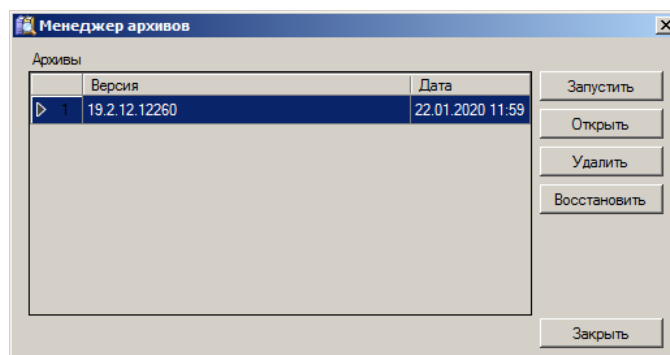 Менеджер архивов
Архивы
Версия Дата
1 19.2.12.12260 22.01.2020 11:59
Запустить
Открыть
Удалить
Восстановить
Закрыть